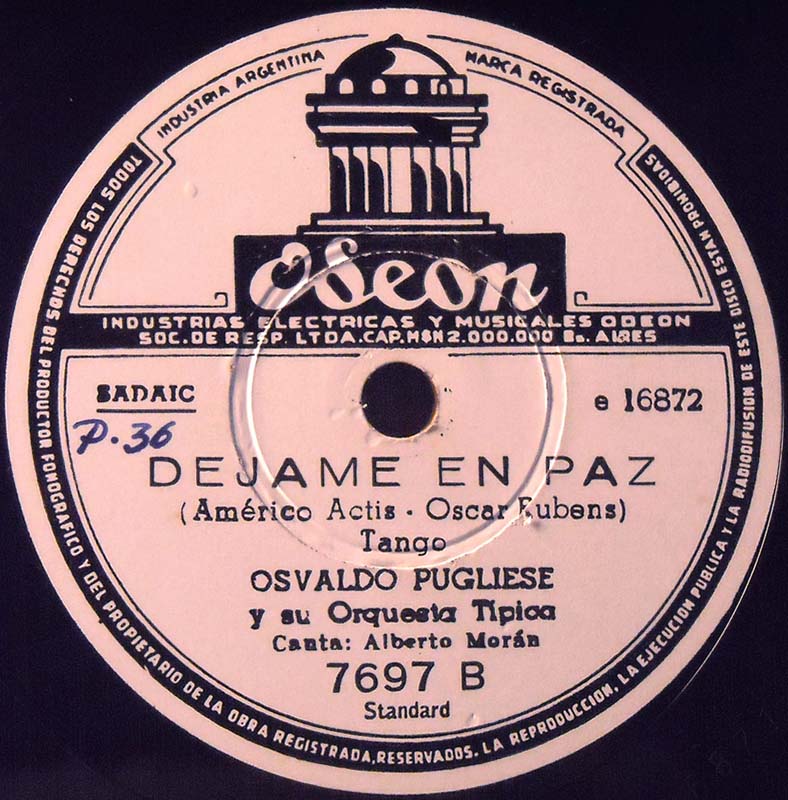 INDUSTRIA ARGENTINA
MARCA REGISTRADA
Odeon
INDUSTRIAS ELECTRICAS Y MUSICALES ODEON
SOC. DE RESP. LTDA. CAP. M$N 2.000.000 Bs. AIRES
SADAIC
e 16872
P. 36
DEJAME EN PAZ
(Américo Actis · Oscar Rubens)
Tango
OSVALDO PUGLIESE
y su Orquesta Típica
Canta: Alberto Morán
7697 B
Standard
TODOS LOS DERECHOS DEL PRODUCTOR FONOGRAFICO Y DEL PROPIETARIO DE LA OBRA REGISTRADA, RESERVADOS. LA REPRODUCCION, LA EJECUCION PUBLICA Y LA RADIODIFUSION DE ESTE DISCO ESTAN PROHIBIDAS